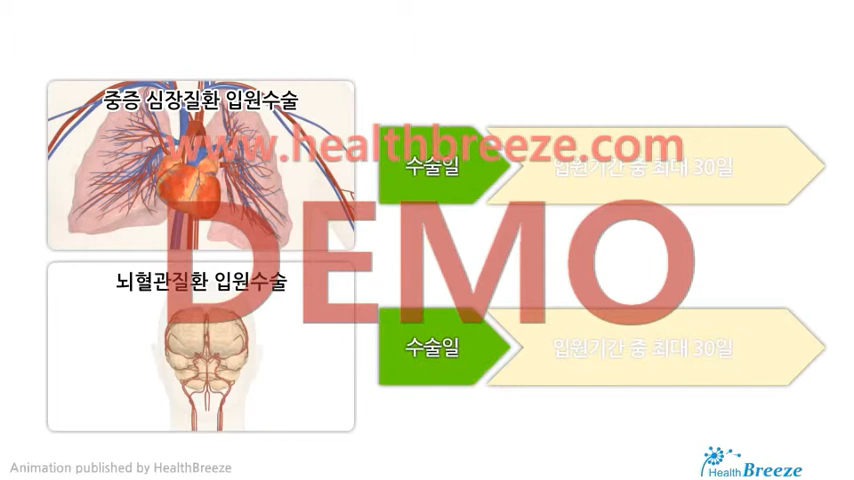 중증 심장질환 입원수술
www.healthbreeze.com
수술일
입원기간 중 최대 30일
DEMO
뇌혈관질환 입원수술
수술일
입원기간 중 최대 30일
Animation published by HealthBreeze
Health Breeze